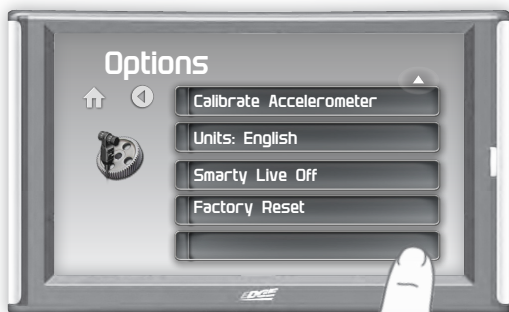 Options
Calibrate Accelerometer
Units: English
Smarty Live Off
Factory Reset
EDGE